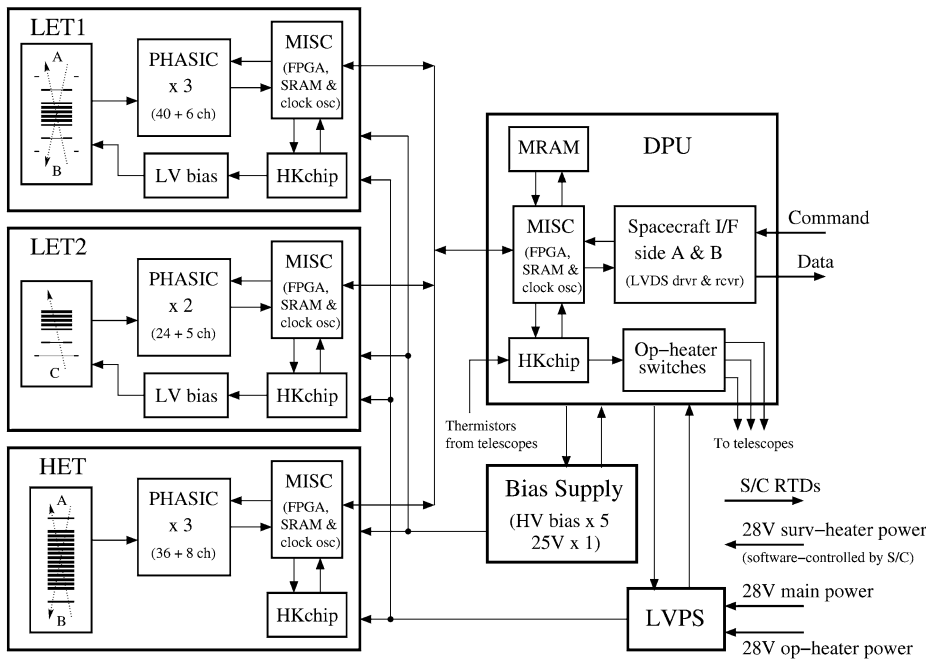 LET1
A
B
PHASIC
x 3
(40 + 6 ch)
MISC
(FPGA,
SRAM &
clock osc)
LV bias
HKchip
LET2
C
PHASIC
x 2
(24 + 5 ch)
MISC
(FPGA,
SRAM &
clock osc)
LV bias
HKchip
HET
A
B
PHASIC
x 3
(36 + 8 ch)
MISC
(FPGA,
SRAM &
clock osc)
HKchip
DPU
MRAM
MISC
(FPGA,
SRAM &
clock osc)
Spacecraft I/F
side A & B
(LVDS drvr & rcvr)
Command
Data
HKchip
Op-heater
switches
Thermistors
from telescopes
To telescopes
Bias Supply
(HV bias x 5
25V x 1)
S/C RTDs
28V surv-heater power
(software-controlled by S/C)
LVPS
28V main power
28V op-heater power